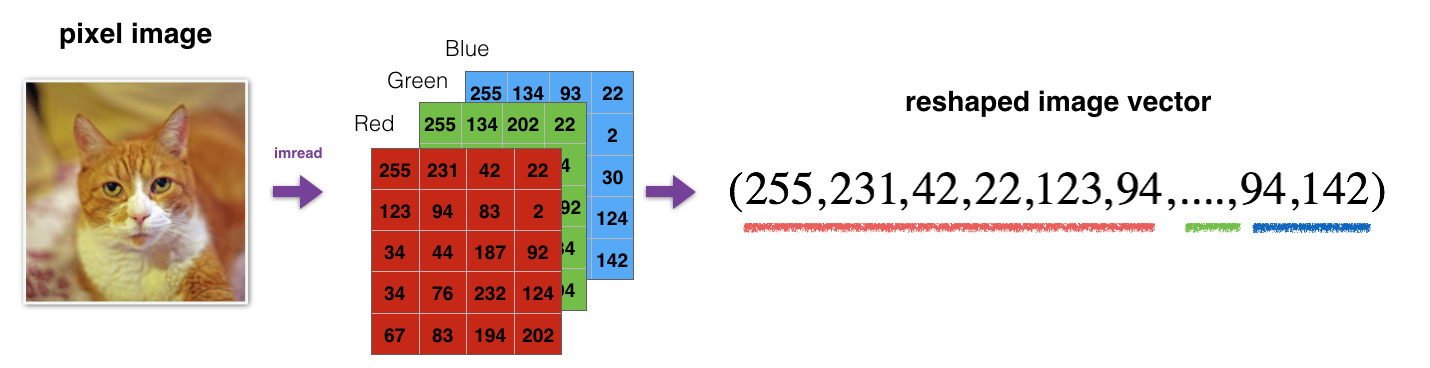 pixel image
imread
Red
255 231 42 22
123 94 83 2
34 44 187 92
34 76 232 124
67 83 194 202
Green
255 134 202 22
Blue
255 134 93 22
2
30
124
142
reshaped image vector
(255,231,42,22,123,94,....,94,142)